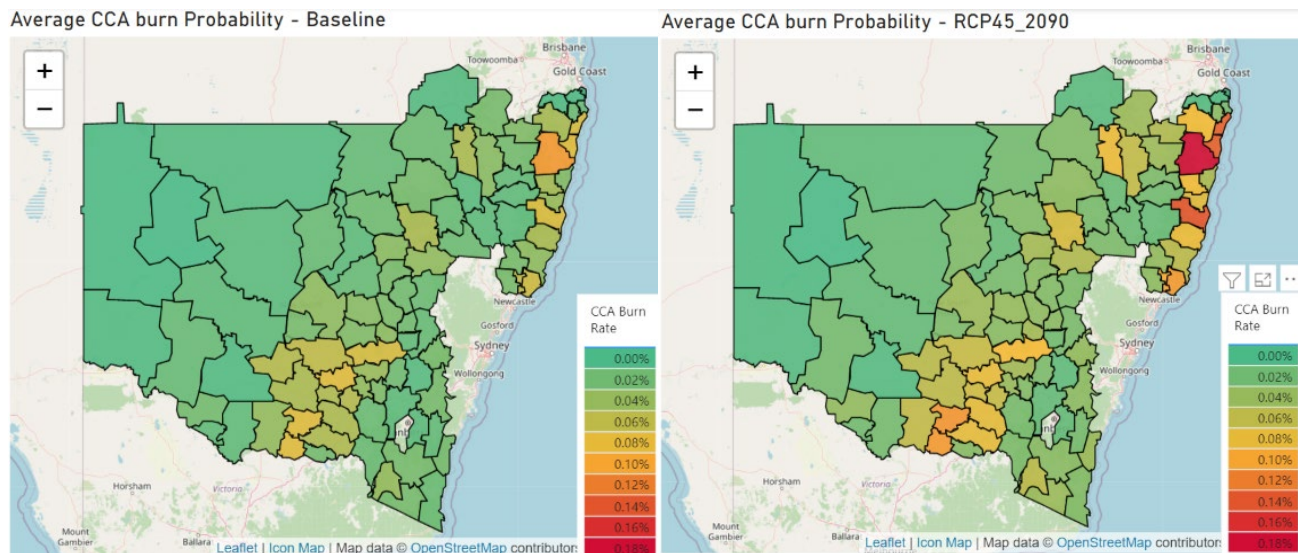 Average CCA burn Probability - Baseline
+
−
Brisbane
Toowoomba
Gold Coast
Newcastle
Gosford
Sydney
Wollongong
Horsham
Victoria
Mount
Gambier
Ballara
CCA Burn
Rate
0.00%
0.02%
0.04%
0.06%
0.08%
0.10%
0.12%
0.14%
0.16%
0.18%
Leaflet | Icon Map | Map data © OpenStreetMap contributors
Average CCA burn Probability - RCP45_2090
+
−
Brisbane
Toowoomba
Gold Coast
Newcastle
Gosford
Sydney
Wollongong
Horsham
Victoria
Mount
Gambier
Ballara
CCA Burn
Rate
0.00%
0.02%
0.04%
0.06%
0.08%
0.10%
0.12%
0.14%
0.16%
0.18%
Leaflet | Icon Map | Map data © OpenStreetMap contributors